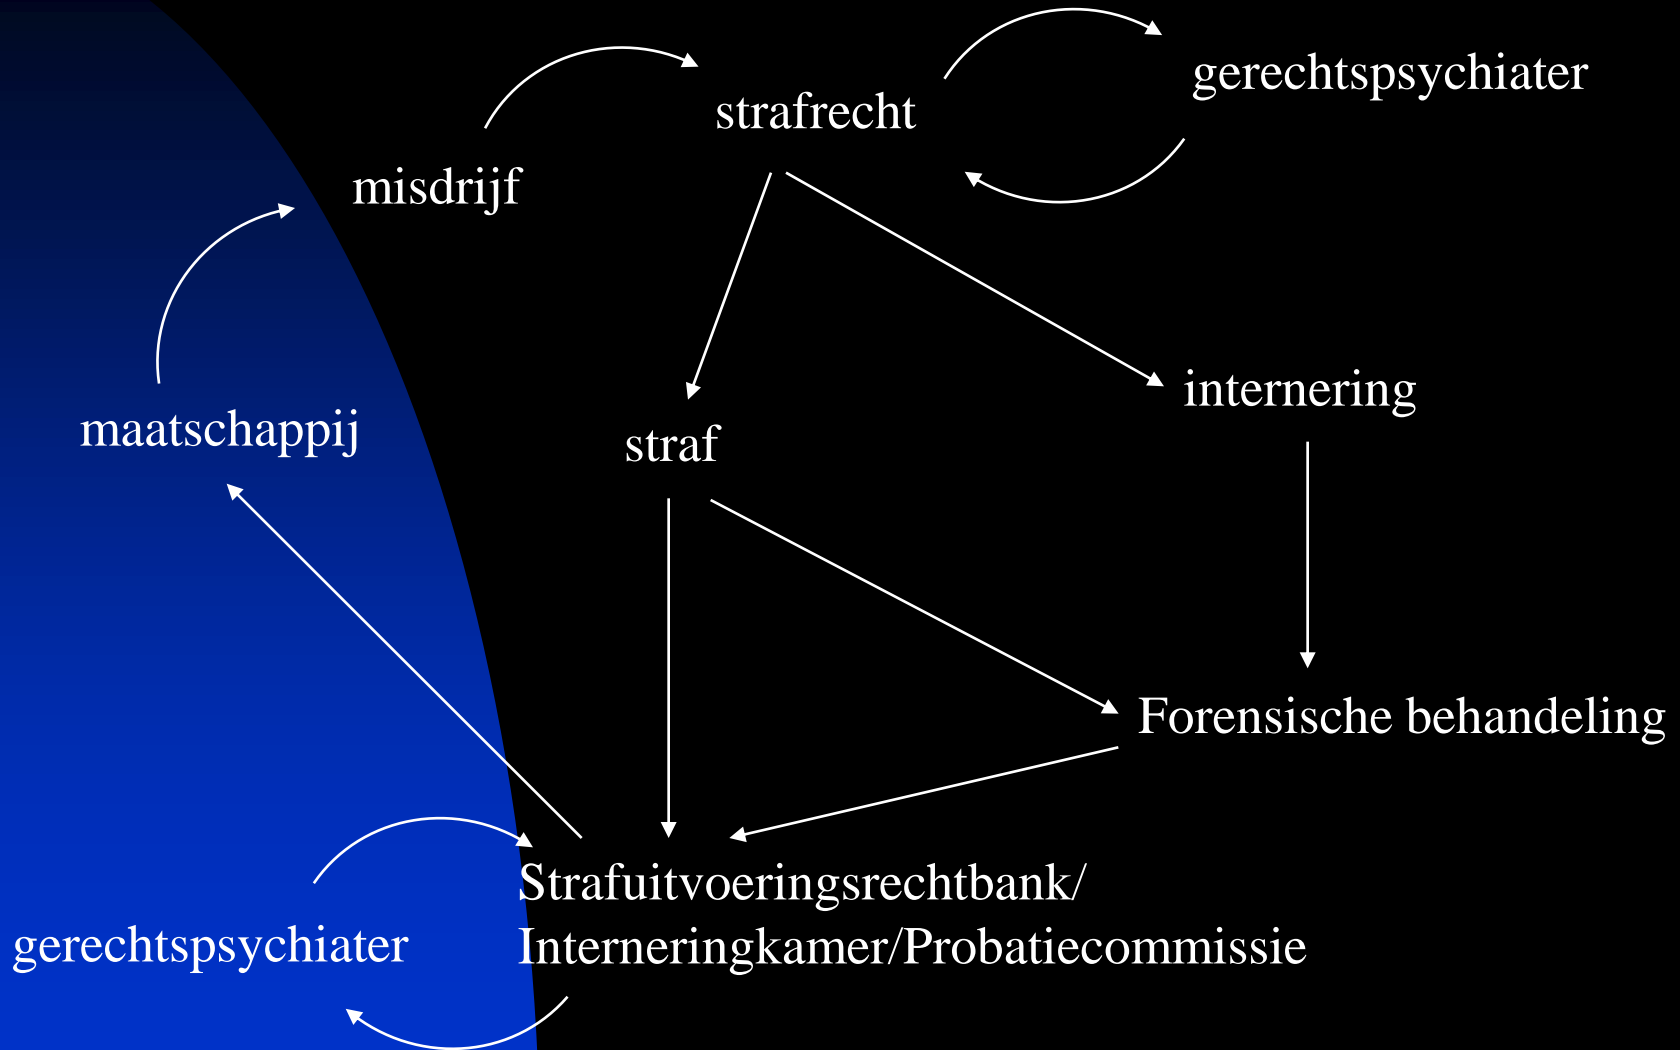 gerechtspsychiater
strafrecht
misdrijf
internering
maatschappij
straf
Forensische behandeling
Strafuitvoeringsrechtbank/
gerechtspsychiater
Interneringkamer/Probatiecommissie